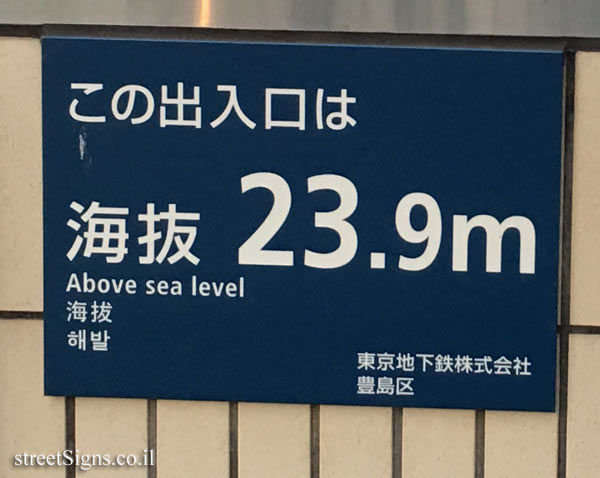 この出入口は
海抜 23.9m
Above sea level
海拔
해발
東京地下鉄株式会社
豊島区
streetSigns.co.il